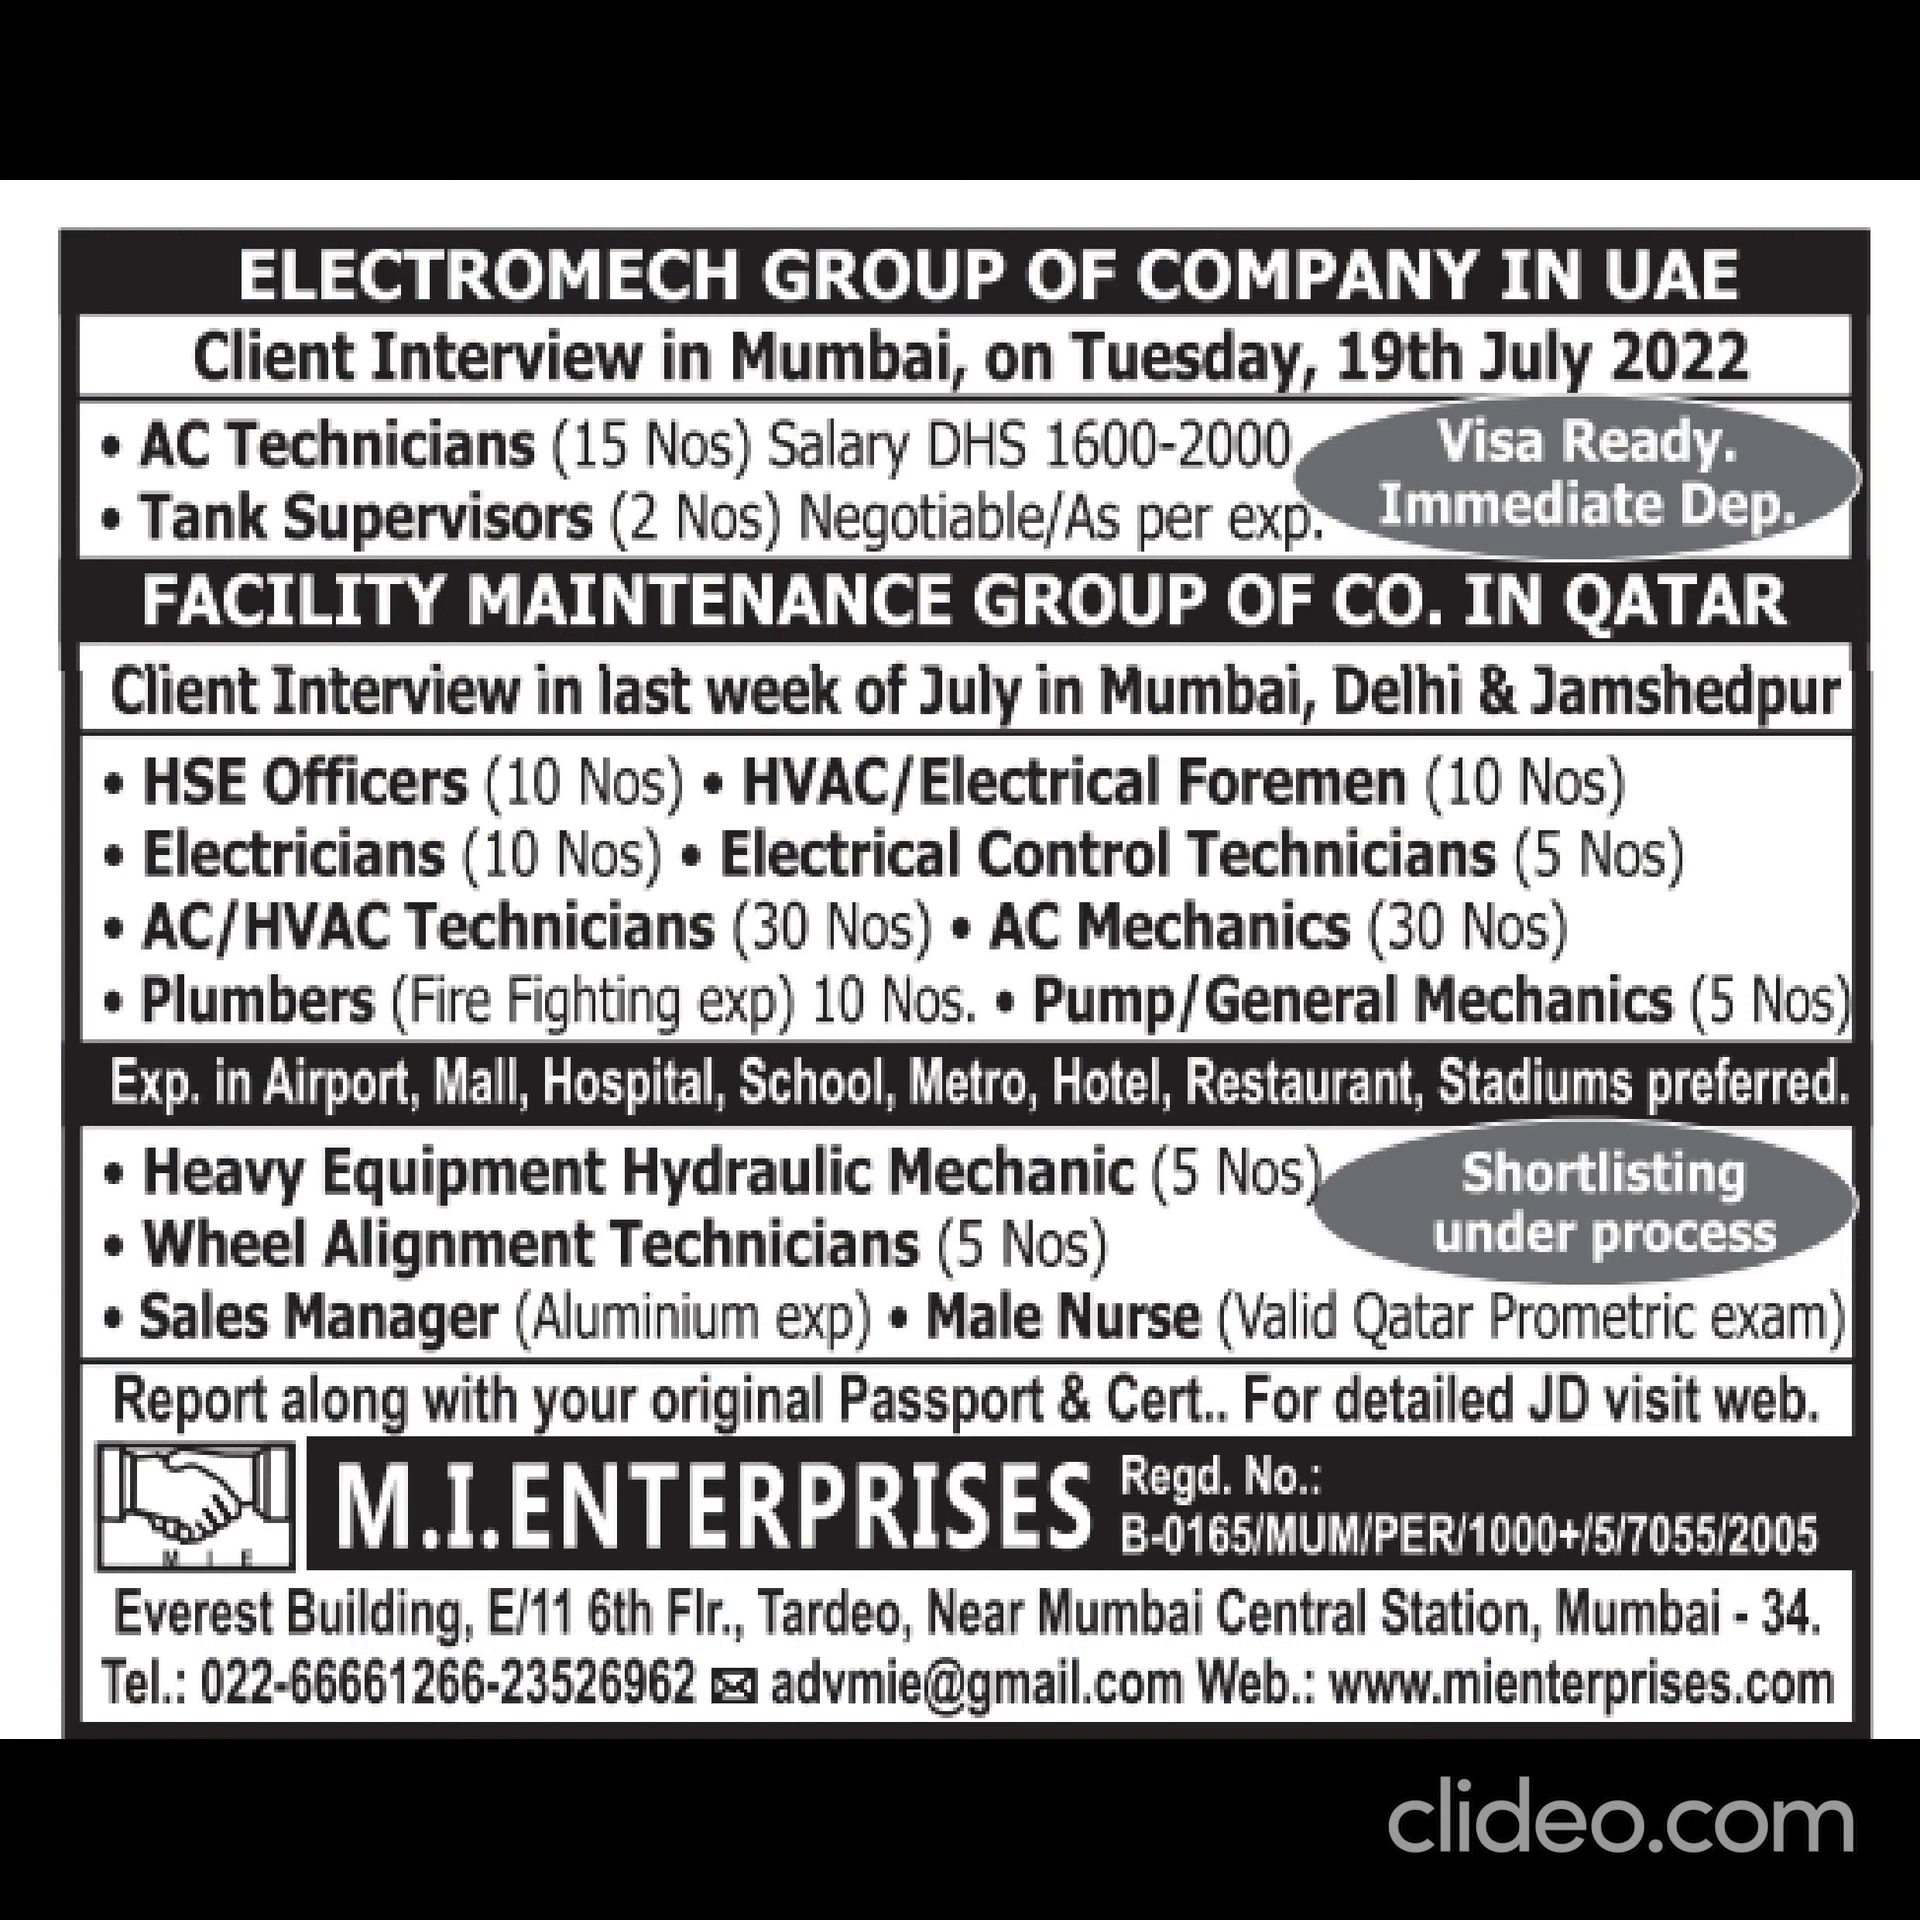 ELECTROMECH GROUP OF COMPANY IN UAE
Client Interview in Mumbai, on Tuesday, 19th July 2022
• AC Technicians (15 Nos) Salary DHS 1600-2000
• Tank Supervisors (2 Nos) Negotiable/As per exp.
Visa Ready.
Immediate Dep.
FACILITY MAINTENANCE GROUP OF CO. IN QATAR
Client Interview in last week of July in Mumbai, Delhi & Jamshedpur
• HSE Officers (10 Nos) • HVAC/Electrical Foremen (10 Nos)
• Electricians (10 Nos) • Electrical Control Technicians (5 Nos)
• AC/HVAC Technicians (30 Nos) • AC Mechanics (30 Nos)
• Plumbers (Fire Fighting exp) 10 Nos. • Pump/General Mechanics (5 Nos)
Exp. in Airport, Mall, Hospital, School, Metro, Hotel, Restaurant, Stadiums preferred.
• Heavy Equipment Hydraulic Mechanic (5 Nos)
• Wheel Alignment Technicians (5 Nos)
Shortlisting
under process
• Sales Manager (Aluminium exp) • Male Nurse (Valid Qatar Prometric exam)
Report along with your original Passport & Cert.. For detailed JD visit web.
M I E
M.I.ENTERPRISES
Regd. No.:
B-0165/MUM/PER/1000+/5/7055/2005
Everest Building, E/11 6th Flr., Tardeo, Near Mumbai Central Station, Mumbai - 34.
Tel.: 022-66661266-23526962 ✉ advmie@gmail.com Web.: www.mienterprises.com
clideo.com